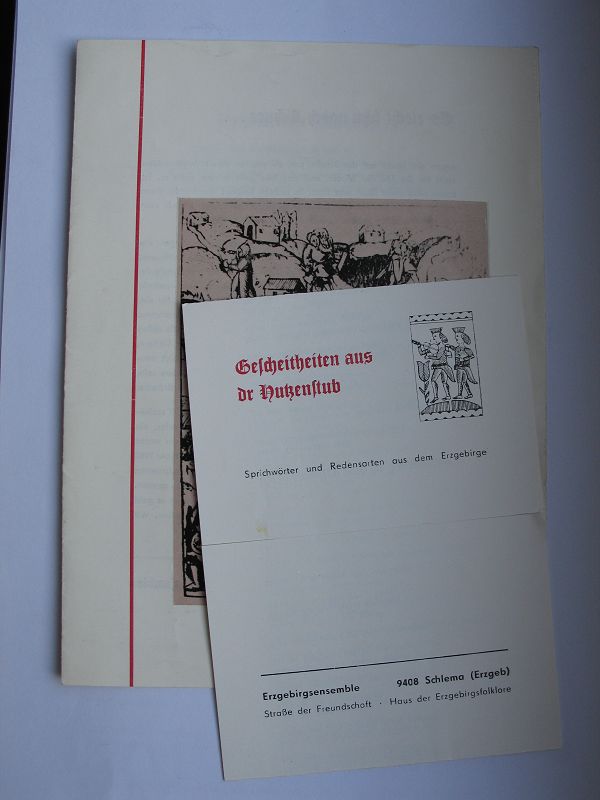 Gescheitheiten aus
dr Hutzenstub
Sprichwörter und Redensarten aus dem Erzgebirge
Erzgebirgsensemble 9408 Schlema (Erzgeb)
Straße der Freundschaft · Haus der Erzgebirgsfolklore